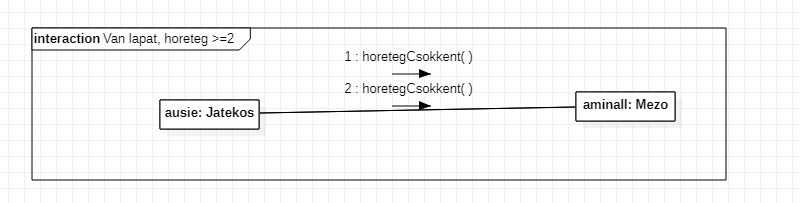 interaction Van lapat, horeteg >=2
1 : horetegCsokkent( )
2 : horetegCsokkent( )
ausie: Jatekos
aminall: Mezo